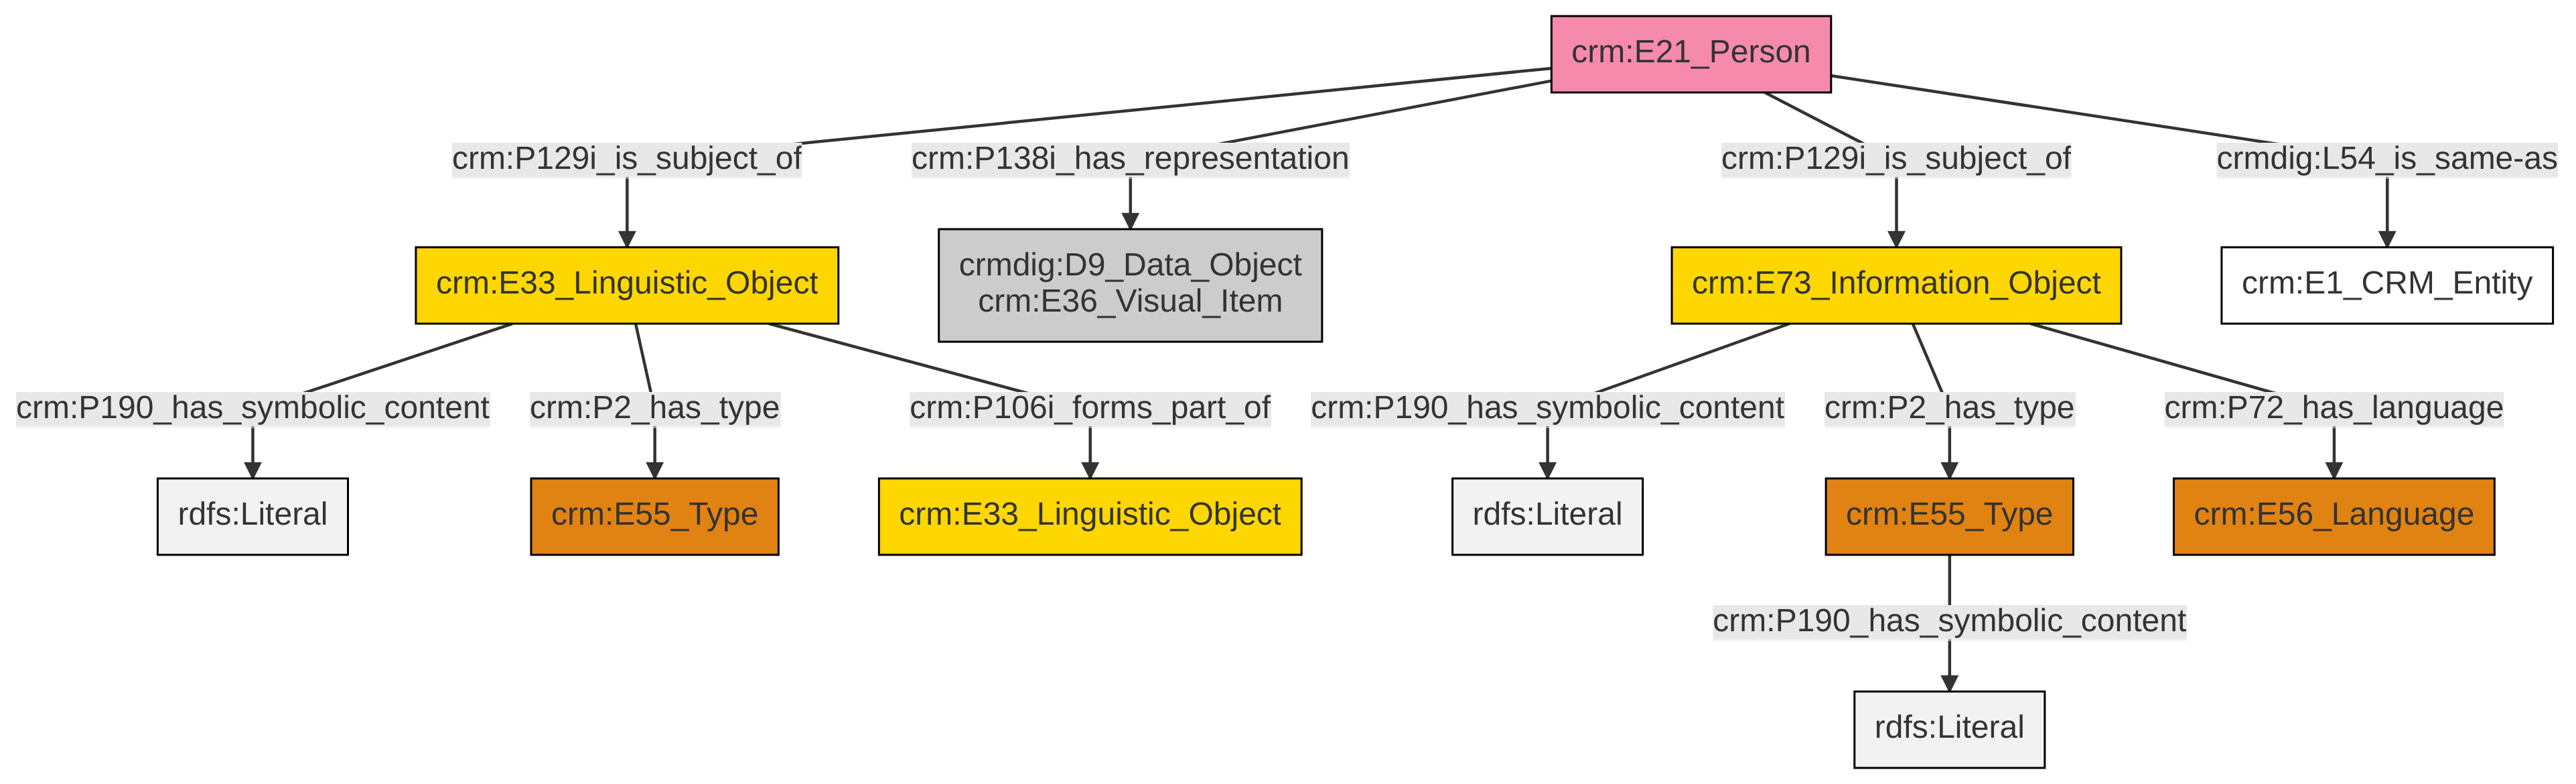 crm:E21_Person
crm:P129i_is_subject_of
crm:P138i_has_representation
crm:P129i_is_subject_of
crmdig:L54_is_same-as
crm:E33_Linguistic_Object
crmdig:D9_Data_Object
crm:E36_Visual_Item
crm:E73_Information_Object
crm:E1_CRM_Entity
crm:P190_has_symbolic_content
crm:P2_has_type
crm:P106i_forms_part_of
crm:P190_has_symbolic_content
crm:P2_has_type
crm:P72_has_language
rdfs:Literal
crm:E55_Type
crm:E33_Linguistic_Object
rdfs:Literal
crm:E55_Type
crm:E56_Language
crm:P190_has_symbolic_content
rdfs:Literal